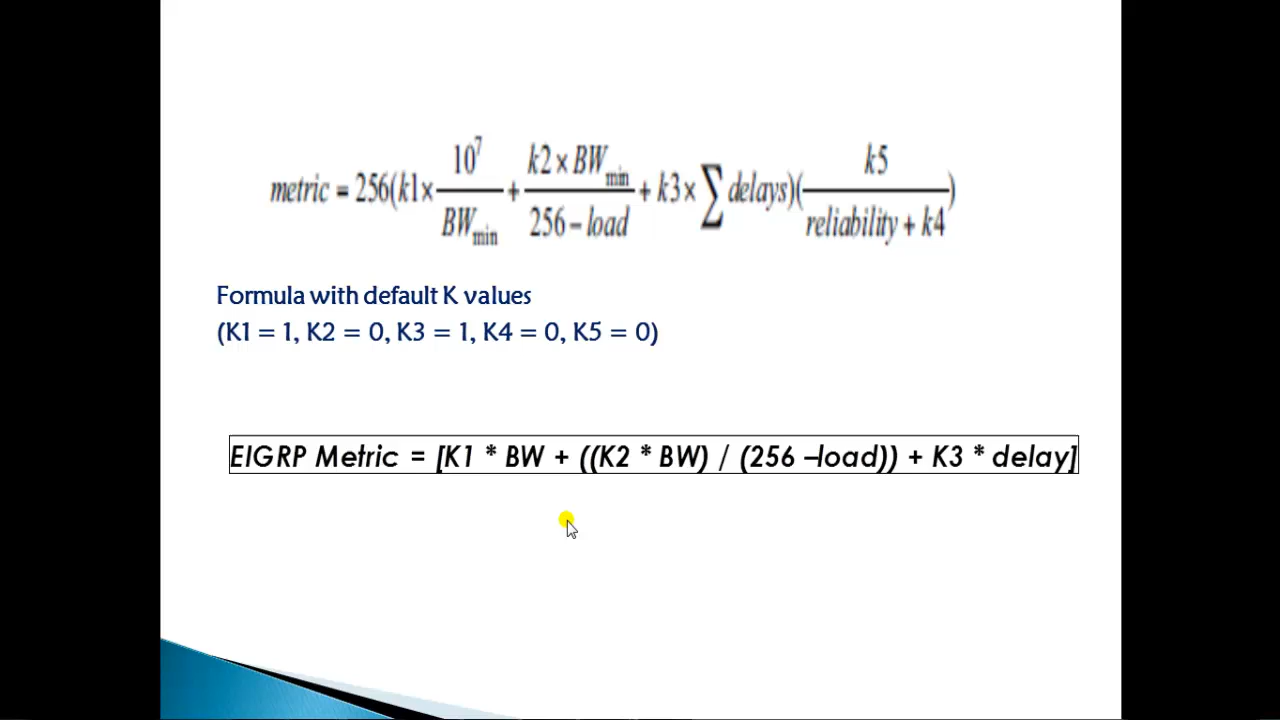 metric = 256(k1 × 10^7 / BW_min + k2 × BW_min / 256 – load + k3 × ∑ delays)(k5 / reliability + k4)
Formula with default K values
(K1 = 1, K2 = 0, K3 = 1, K4 = 0, K5 = 0)
EIGRP Metric = [K1 * BW + ((K2 * BW) / (256 –load)) + K3 * delay]